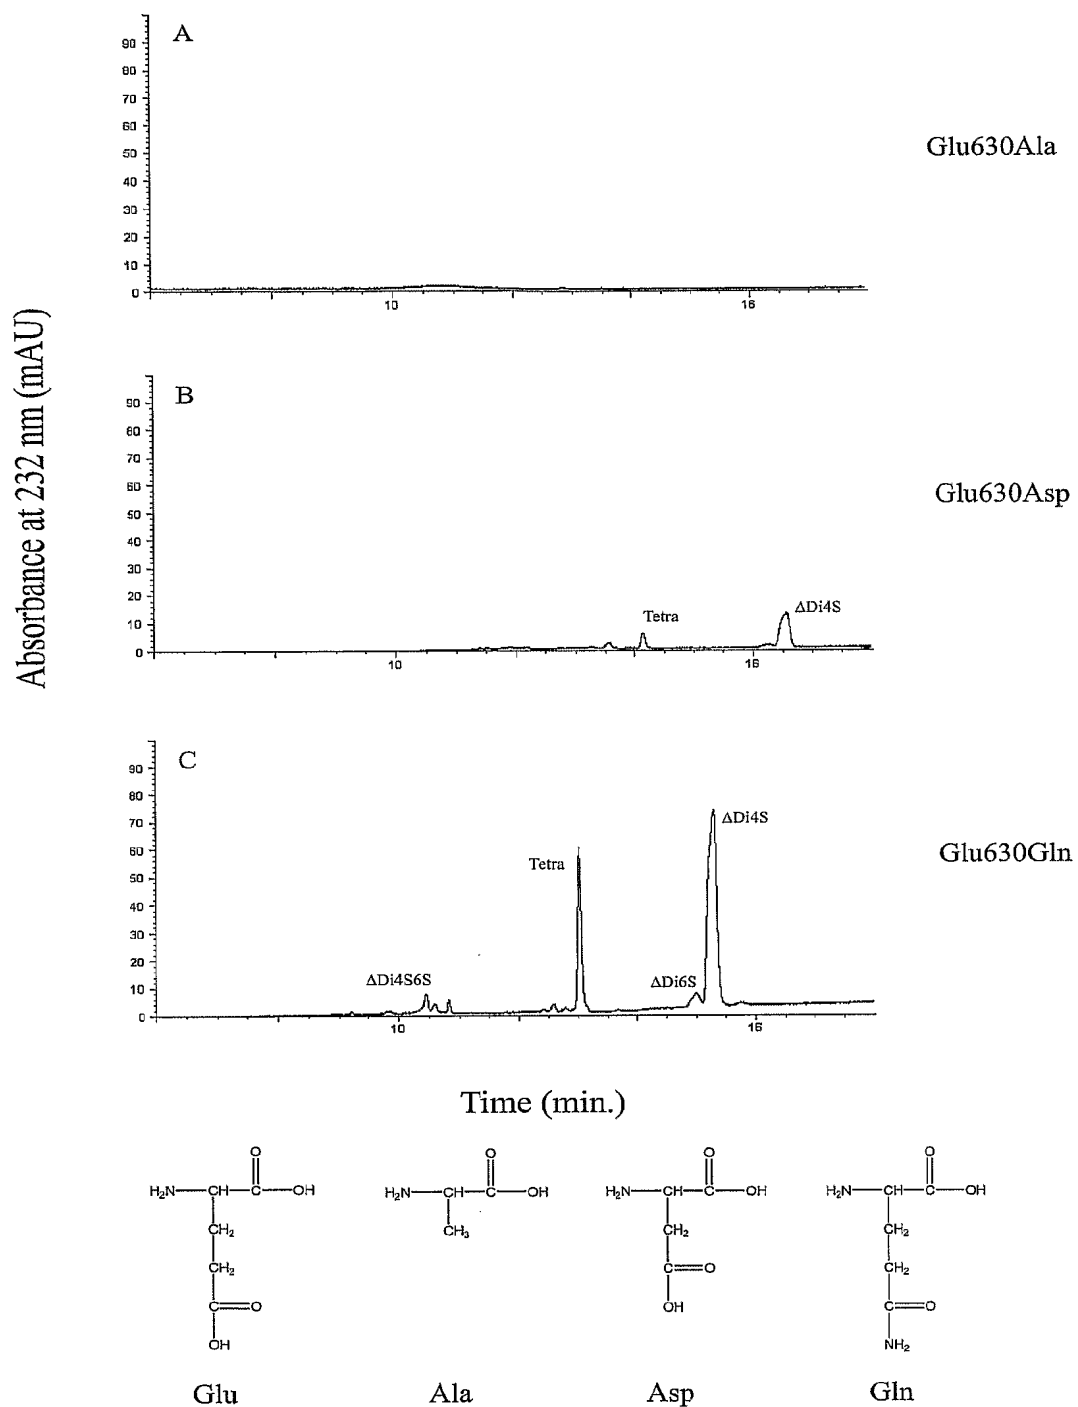 A
90
80
70
60
50
40
30
20
10
0
10
16
Glu630Ala
B
90
80
70
60
50
40
30
20
10
0
10
16
Tetra
ΔDi4S
Glu630Asp
C
90
80
70
60
50
40
30
20
10
0
10
16
ΔDi4S6S
Tetra
ΔDi6S
ΔDi4S
Glu630Gln
Absorbance at 232 nm (mAU)
Time (min.)
O
H₂N CH C OH
CH₂
CH₂
C O
OH
Glu
O
H₂N CH C OH
CH₃
Ala
O
H₂N CH C OH
CH₂
C O
OH
Asp
O
H₂N CH C OH
CH₂
CH₂
C O
NH₂
Gln